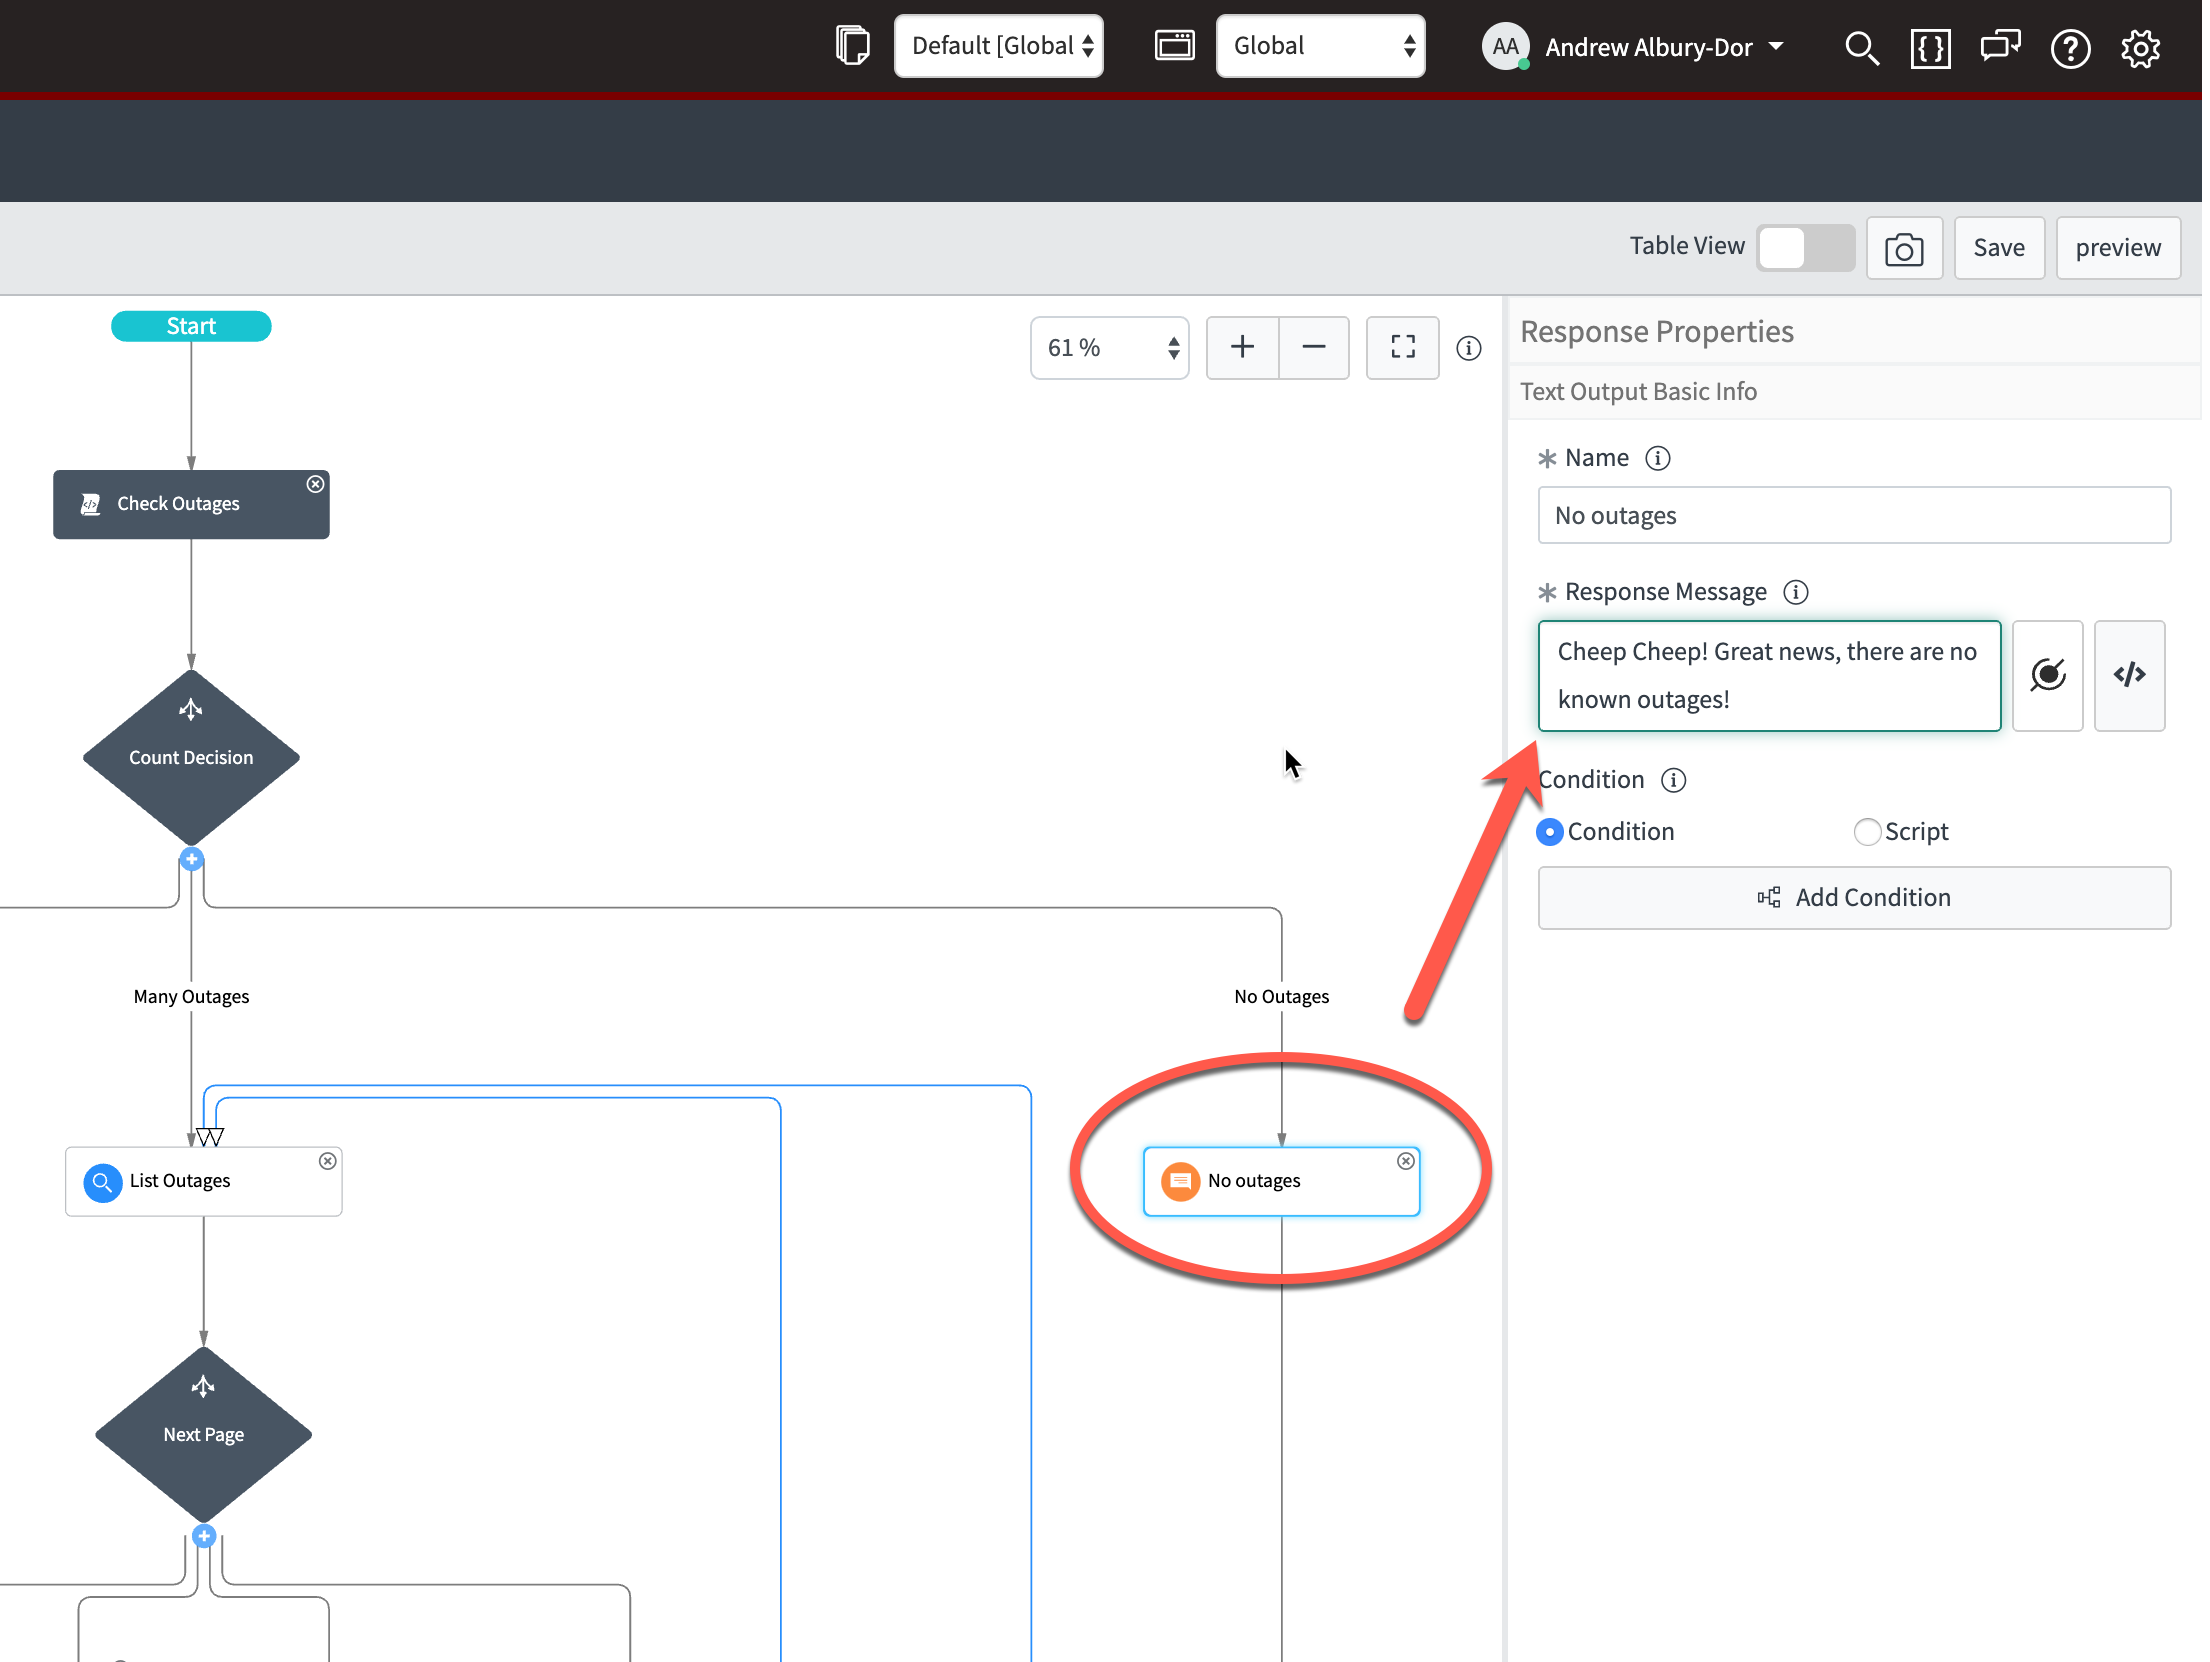 Default [Global
Global
AA
Andrew Albury-Dor
Table View
Save
preview
Start
61 %
Response Properties
Text Output Basic Info
Check Outages
* Name
No outages
* Response Message
Cheep Cheep! Great news, there are no
known outages!
Count Decision
Condition
Condition
Script
Add Condition
Many Outages
No Outages
List Outages
No outages
Next Page